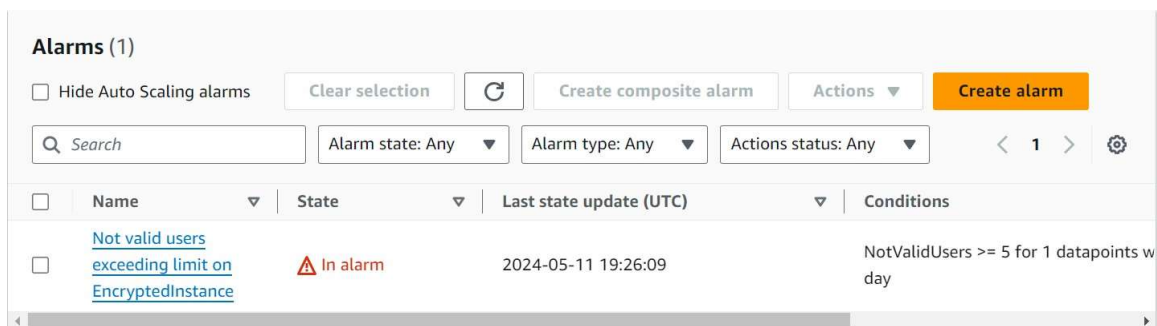 Alarms (1)
Hide Auto Scaling alarms
Clear selection
Create composite alarm
Actions
Create alarm
Search
Alarm state: Any
Alarm type: Any
Actions status: Any
1
Name
State
Last state update (UTC)
Conditions
Not valid users
exceeding limit on
EncryptedInstance
In alarm
2024-05-11 19:26:09
NotValidUsers >= 5 for 1 datapoints w
day